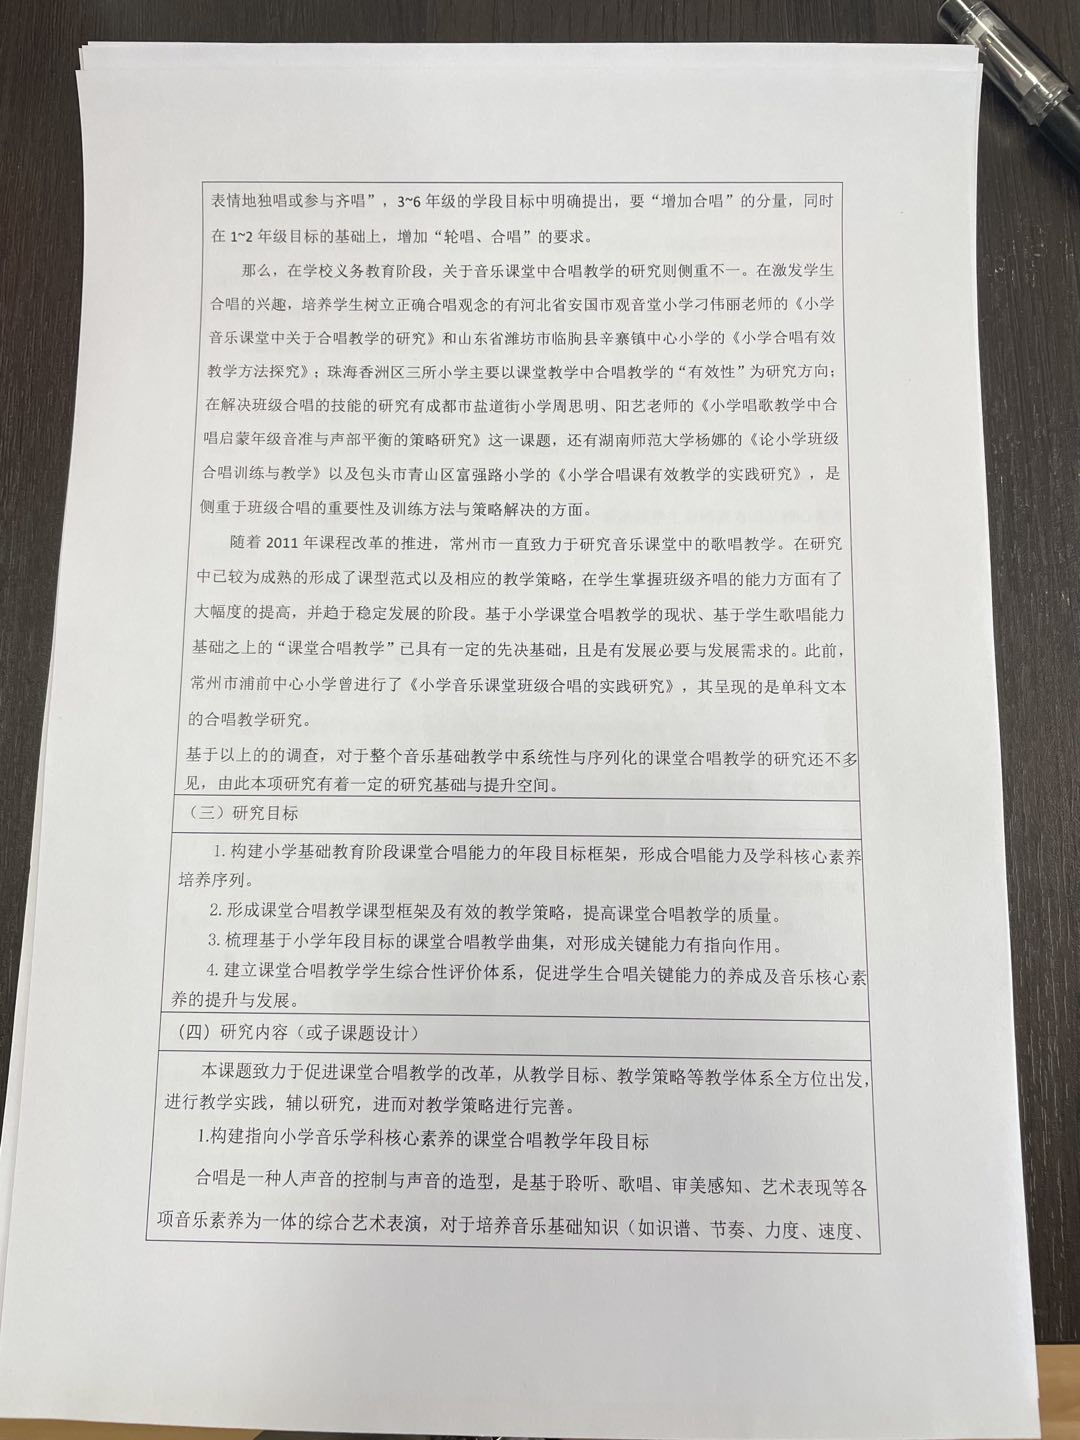 表情地独唱或参与齐唱”，3~6 年级的学段目标中明确提出，要“增加合唱”的分量，同时
在 1~2 年级目标的基础上，增加“轮唱、合唱”的要求。
那么，在学校义务教育阶段，关于音乐课堂中合唱教学的研究则侧重不一。在激发学生
合唱的兴趣，培养学生树立正确合唱观念的有河北省安国市观音堂小学刁伟丽老师的《小学
音乐课堂中关于合唱教学的研究》和山东省潍坊市临朐县辛寨镇中心小学的《小学合唱有效
教学方法探究》；珠海香洲区三所小学主要以课堂教学中合唱教学的“有效性”为研究方向；
在解决班级合唱的技能的研究有成都市盐道街小学周思明、阳艺老师的《小学唱歌教学中合
唱启蒙年级音准与声部平衡的策略研究》这一课题，还有湖南师范大学杨娜的《论小学班级
合唱训练与教学》以及包头市青山区富强路小学的《小学合唱课有效教学的实践研究》，是
侧重于班级合唱的重要性及训练方法与策略解决的方面。
随着 2011 年课程改革的推进，常州市一直致力于研究音乐课堂中的歌唱教学。在研究
中已较为成熟的形成了课型范式以及相应的教学策略，在学生掌握班级齐唱的能力方面有了
大幅度的提高，并趋于稳定发展的阶段。基于小学课堂合唱教学的现状、基于学生歌唱能力
基础之上的“课堂合唱教学”已具有一定的先决基础，且是有发展必要与发展需求的。此前，
常州市浦前中心小学曾进行了《小学音乐课堂班级合唱的实践研究》，其呈现的是单科文本
的合唱教学研究。
基于以上的的调查，对于整个音乐基础教学中系统性与序列化的课堂合唱教学的研究还不多
见，由此本项研究有着一定的研究基础与提升空间。
（三）研究目标
1. 构建小学基础教育阶段课堂合唱能力的年段目标框架，形成合唱能力及学科核心素养
培养序列。
2. 形成课堂合唱教学课型框架及有效的教学策略，提高课堂合唱教学的质量。
3. 梳理基于小学年段目标的课堂合唱教学曲集，对形成关键能力有指向作用。
4. 建立课堂合唱教学学生综合性评价体系，促进学生合唱关键能力的养成及音乐核心素
养的提升与发展。
（四）研究内容（或子课题设计）
本课题致力于促进课堂合唱教学的改革，从教学目标、教学策略等教学体系全方位出发，
进行教学实践，辅以研究，进而对教学策略进行完善。
1.构建指向小学音乐学科核心素养的课堂合唱教学年段目标
合唱是一种人声音的控制与声音的造型，是基于聆听、歌唱、审美感知、艺术表现等各
项音乐素养为一体的综合艺术表演，对于培养音乐基础知识（如识谱、节奏、力度、速度、